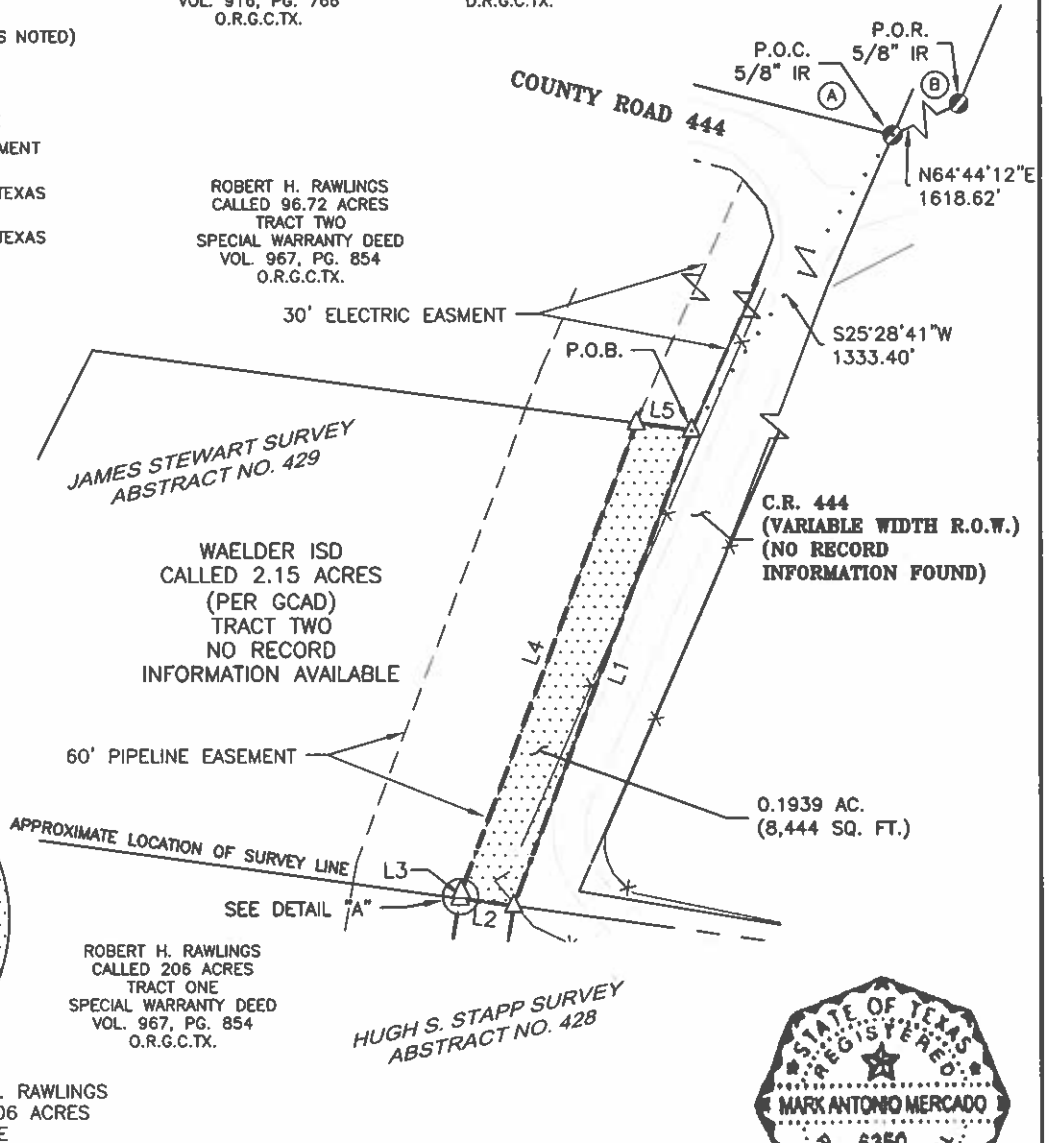 VOL. 916, PG. 766
O.R.G.C.TX.
O.R.G.C.TX.
NOTED)
P.O.C.
5/8" IR
A
P.O.R.
5/8" IR
B
COUNTY ROAD 444
N64°44'12"E
1618.62'
TEXAS
TEXAS
ROBERT H. RAWLINGS
CALLED 96.72 ACRES
TRACT TWO
SPECIAL WARRANTY DEED
VOL. 967, PG. 854
O.R.G.C.TX.
30' ELECTRIC EASMENT
S25°28'41"W
1333.40'
P.O.B.
L5
JAMES STEWART SURVEY
ABSTRACT NO. 429
C.R. 444
(VARIABLE WIDTH R.O.W.)
(NO RECORD
INFORMATION FOUND)
WAELDER ISD
CALLED 2.15 ACRES
(PER GCAD)
TRACT TWO
NO RECORD
INFORMATION AVAILABLE
L4
L1
60' PIPELINE EASEMENT
0.1939 AC.
(8,444 SQ. FT.)
APPROXIMATE LOCATION OF SURVEY LINE
L3
SEE DETAIL "A"
L2
ROBERT H. RAWLINGS
CALLED 206 ACRES
TRACT ONE
SPECIAL WARRANTY DEED
VOL. 967, PG. 854
O.R.G.C.TX.
HUGH S. STAPP SURVEY
ABSTRACT NO. 428
RAWLINGS
ACRES
STATE OF TEXAS
REGISTERED
MARK ANTONIO MERCADO
6350